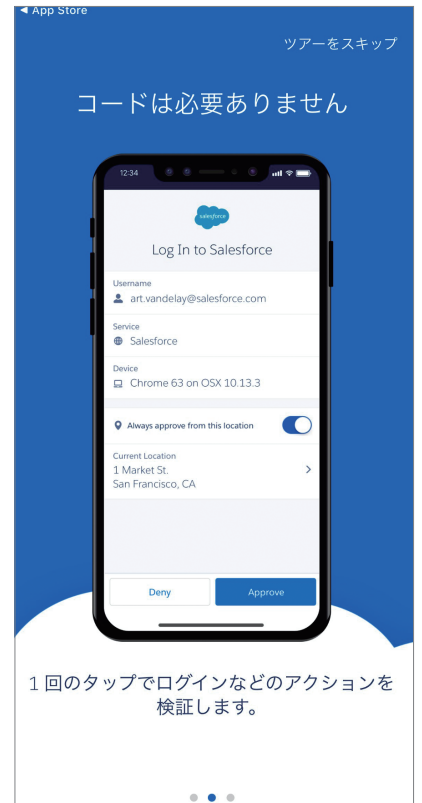 ◀ App Store
ツアーをスキップ
コードは必要ありません
12:34
salesforce
Log In to Salesforce
Username
art.vandelay@salesforce.com
Service
Salesforce
Device
Chrome 63 on OSX 10.13.3
Always approve from this location
Current Location
1 Market St.
San Francisco, CA
Deny
Approve
1 回のタップでログインなどのアクションを
検証します。